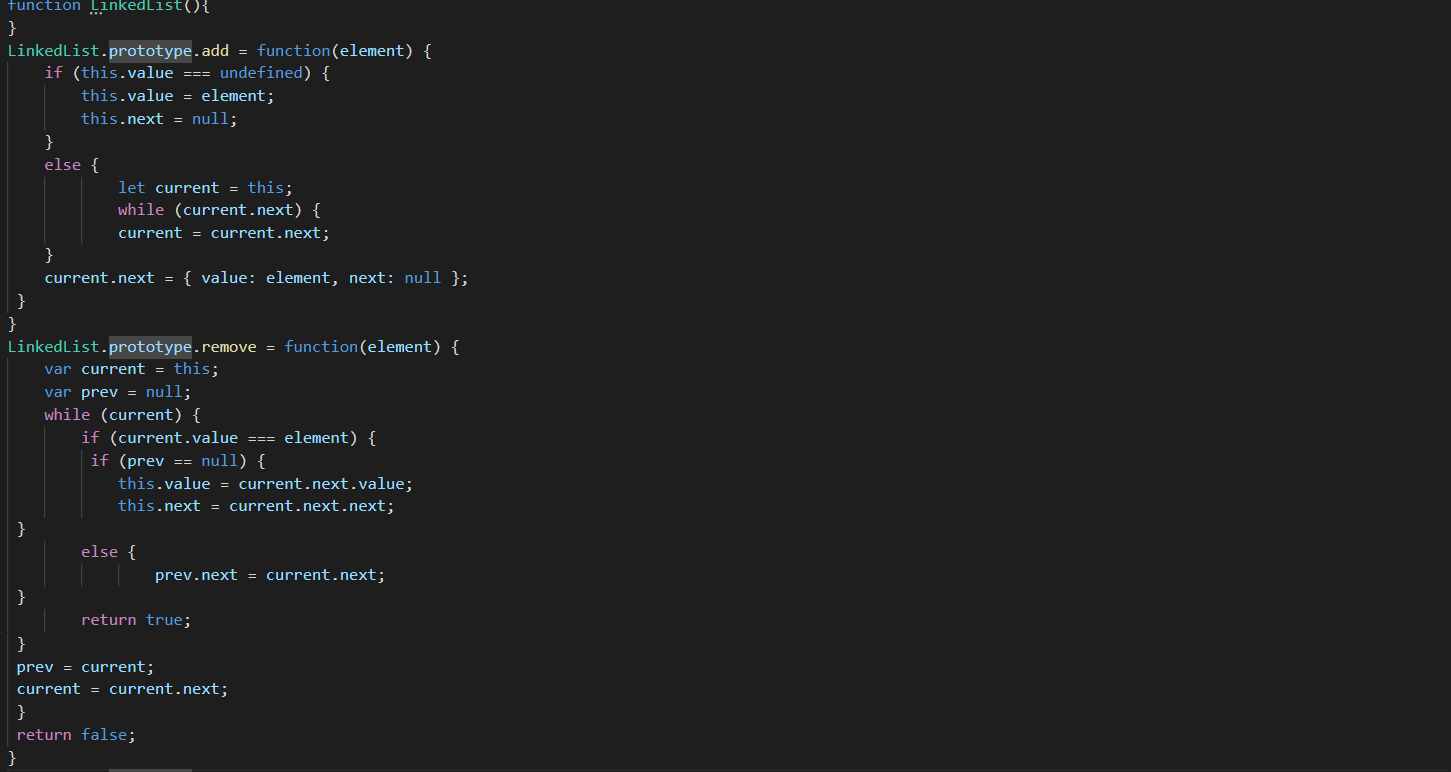 function LinkedList(){
}
LinkedList.prototype.add = function(element) {
    if (this.value === undefined) {
        this.value = element;
        this.next = null;
    }
    else {
            let current = this;
            while (current.next) {
            current = current.next;
    }
    current.next = { value: element, next: null };
 }
}
LinkedList.prototype.remove = function(element) {
    var current = this;
    var prev = null;
    while (current) {
        if (current.value === element) {
         if (prev == null) {
            this.value = current.next.value;
            this.next = current.next.next;
 }
        else {
                prev.next = current.next;
 }
        return true;
 }
 prev = current;
 current = current.next;
 }
 return false;
}